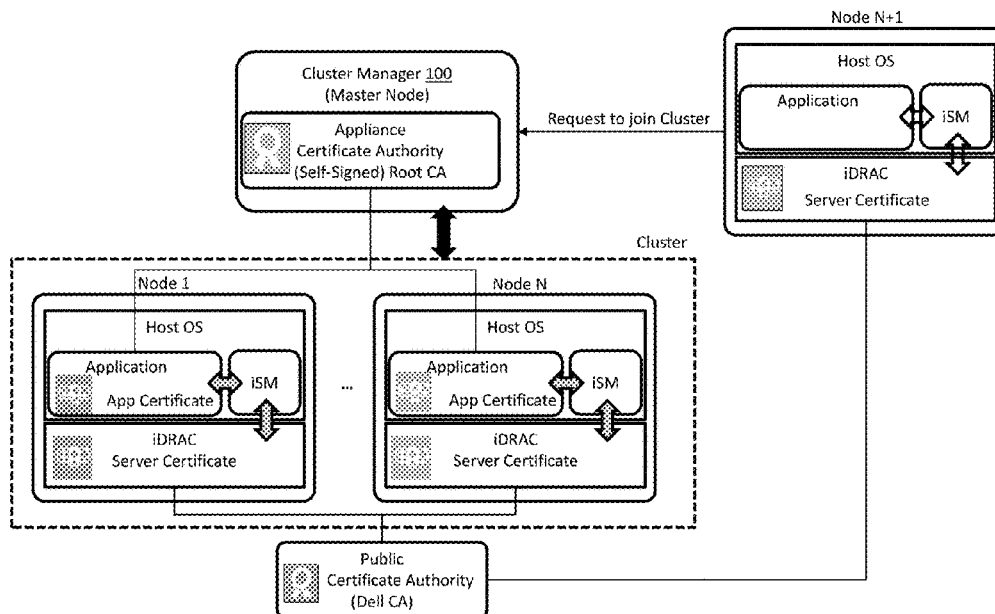 Node N+1
Host OS
Application
iSM
iDRAC
Server Certificate
Cluster Manager 100
(Master Node)
Appliance
Certificate Authority
(Self-Signed) Root CA
Request to join Cluster
Cluster
Node 1
Host OS
Application
App Certificate
iSM
iDRAC
Server Certificate
...
Node N
Host OS
Application
App Certificate
iSM
iDRAC
Server Certificate
Public
Certificate Authority
(Dell CA)